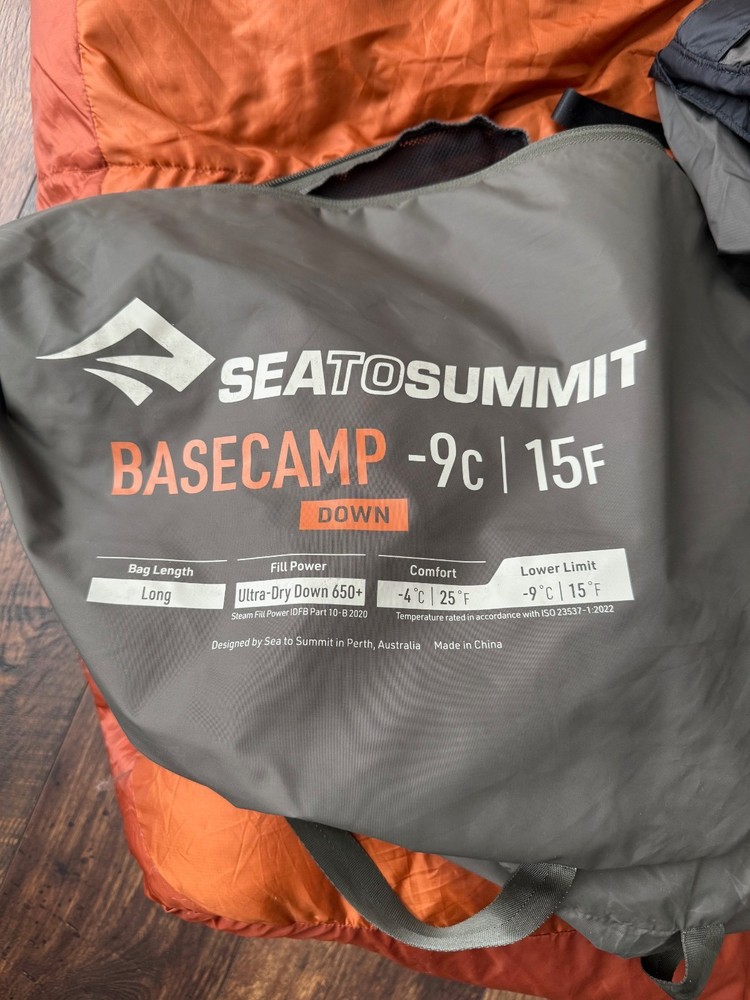 SEATOSUMMIT
BASECAMP -9C | 15F
DOWN
Bag Length Fill Power Comfort Lower Limit
Long Ultra-Dry Down 650+ -4°C | 25°F -9°C | 15°F
Steam Fill Power IDFB Part 10-B 2020 Temperature rated in accordance with ISO 23537-1:2022
Designed by Sea to Summit in Perth, Australia Made in China